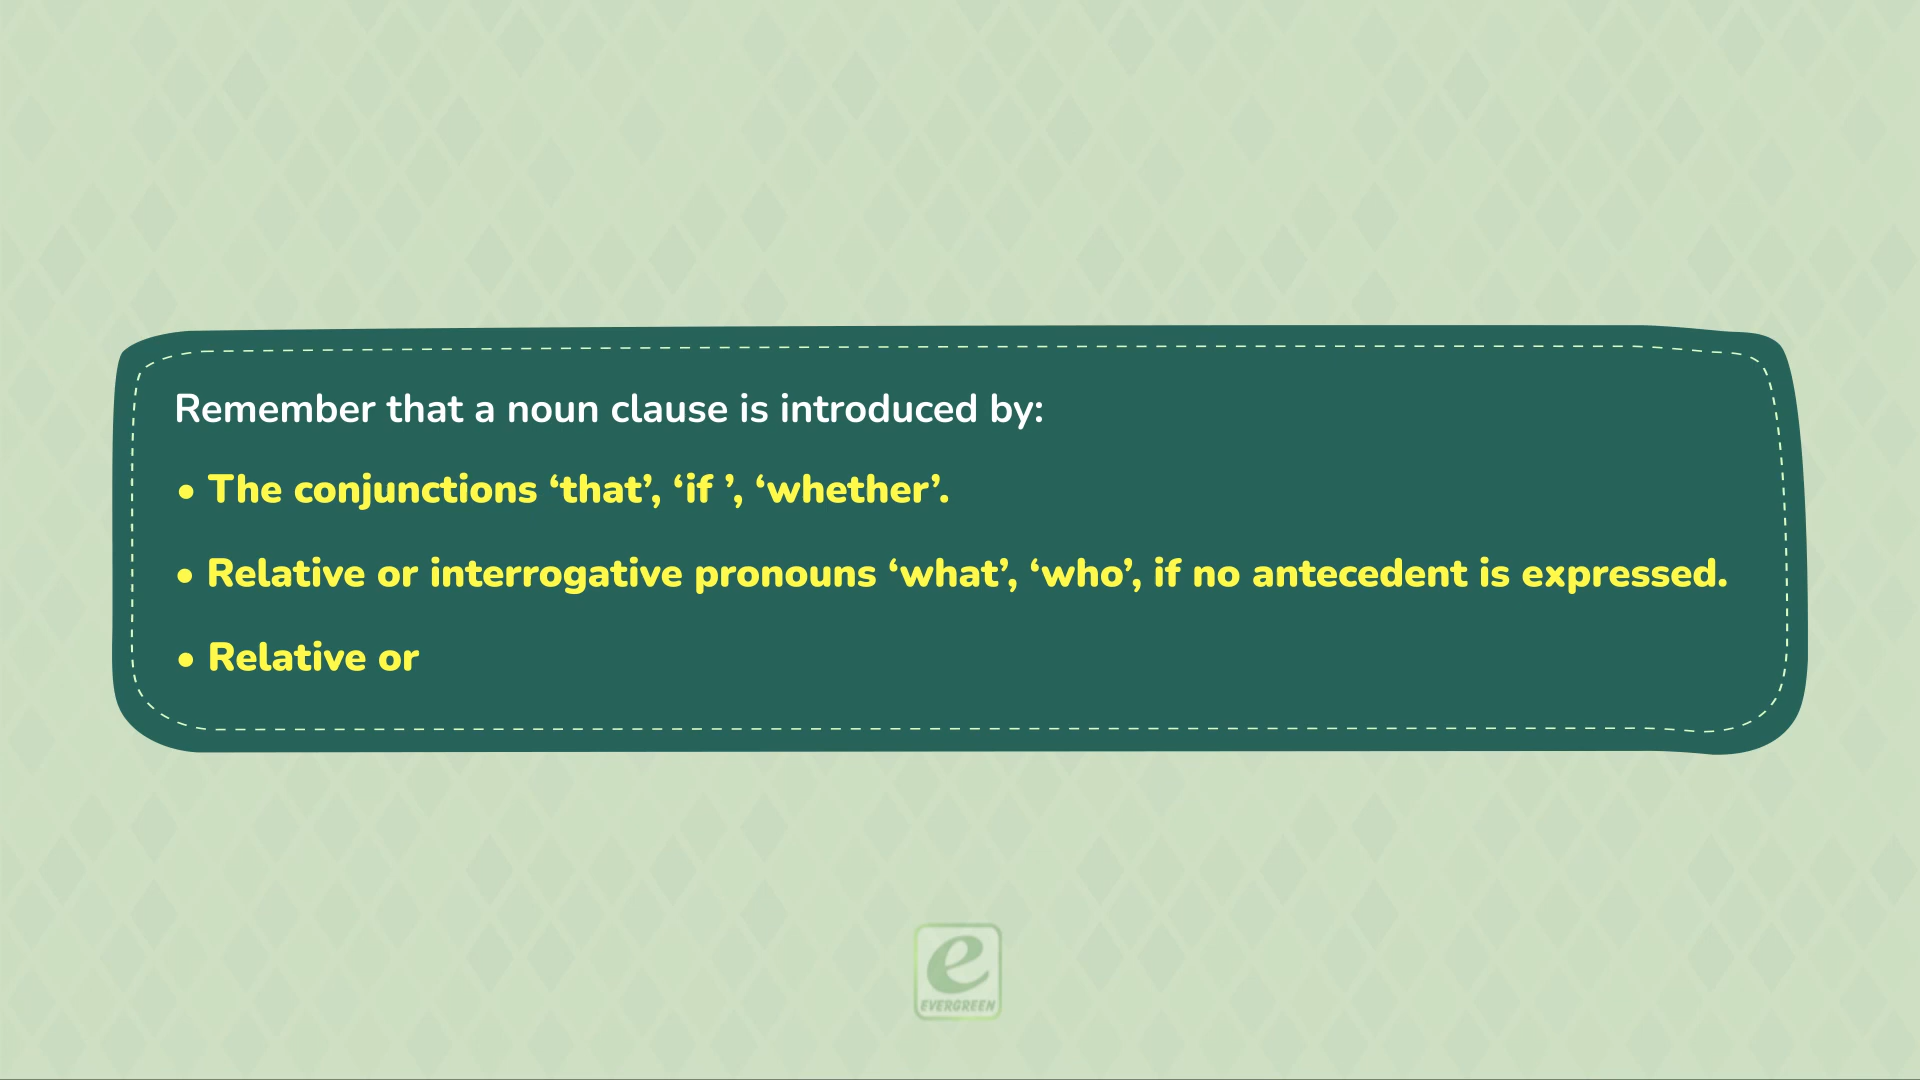 Remember that a noun clause is introduced by:
• The conjunctions ‘that’, ‘if ’, ‘whether’.
• Relative or interrogative pronouns ‘what’, ‘who’, if no antecedent is expressed.
• Relative or
e
EVERGREEN